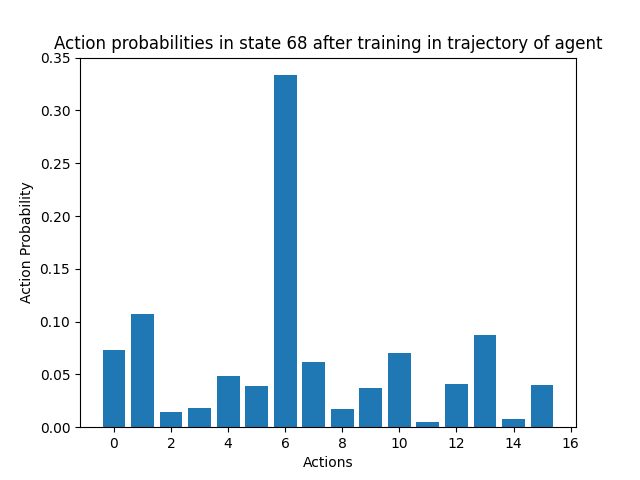 Action probabilities in state 68 after training in trajectory of agent
0.35
0.30
0.25
0.20
0.15
0.10
0.05
0.00
Action Probability
0 2 4 6 8 10 12 14 16
Actions